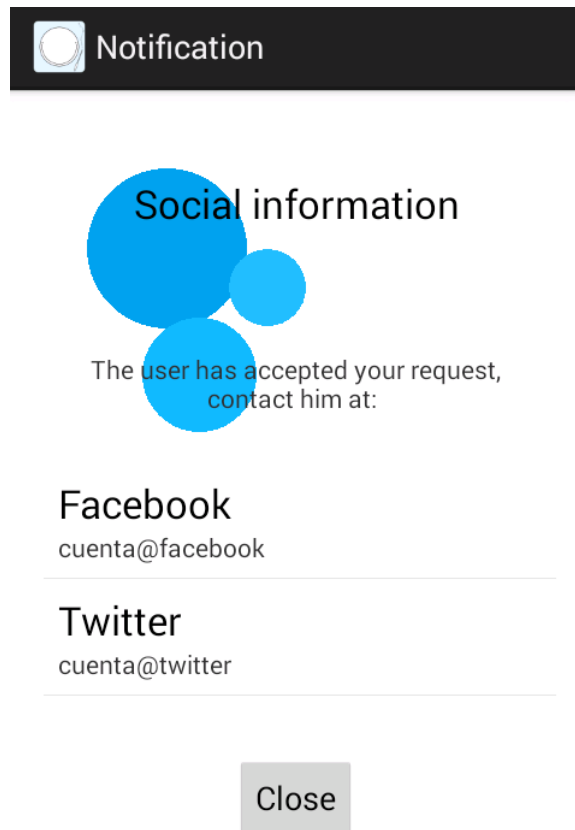 Notification
Social information
The user has accepted your request,
contact him at:
Facebook
cuenta@facebook
Twitter
cuenta@twitter
Close